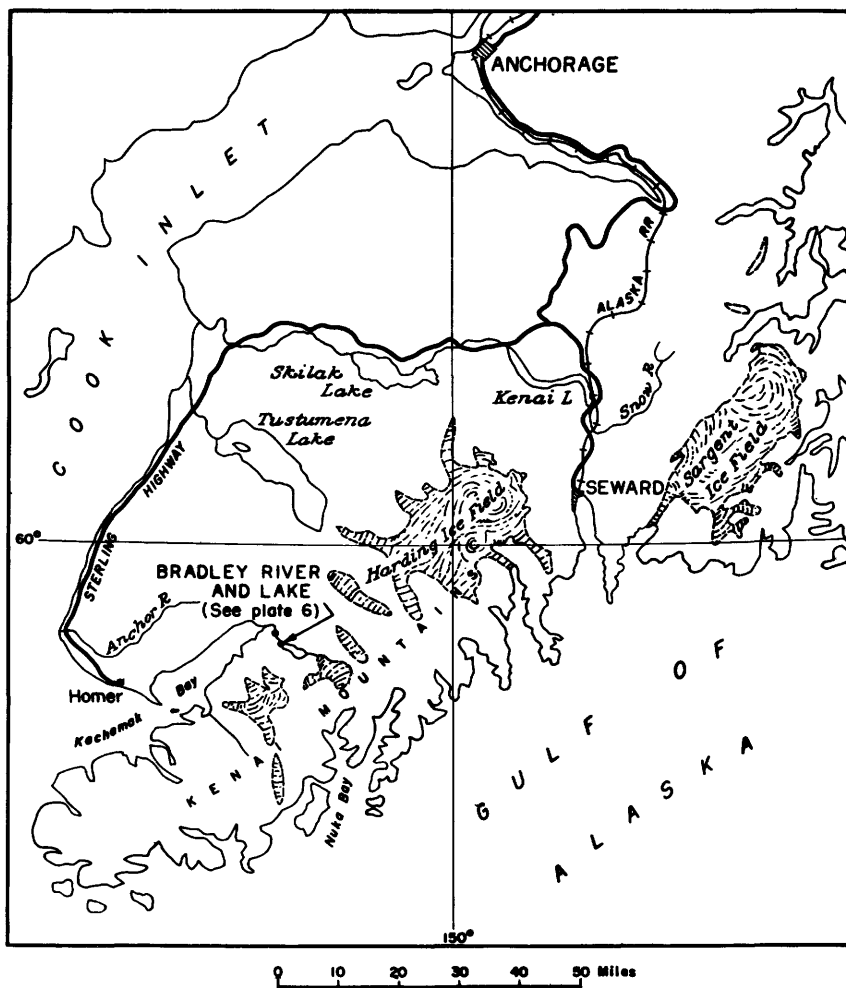 ANCHORAGE
COOK INLET
ALASKA RR
Skilak
Lake
Kenai L
Snow R
Tustumena
Lake
HIGHWAY
STERLING
Sargent
Ice Field
SEWARD
Harding Ice Field
60°
BRADLEY RIVER
AND LAKE
(See plate 6)
Anchor R
Homer
Kachemak Bay
KENAI MOUNTAINS
Nuka Bay
GULF OF
ALASKA
150°
0 10 20 30 40 50 Miles